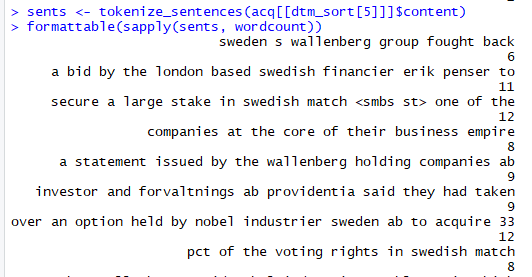 > sents <- tokenize_sentences(acq[[dtm_sort[5]]]$content)
> formattable(sapply(sents, wordcount))
sweden s wallenberg group fought back
6
a bid by the london based swedish financier erik penser to
11
secure a large stake in swedish match <smbs st> one of the
12
companies at the core of their business empire
8
a statement issued by the wallenberg holding companies ab
9
investor and forvaltnings ab providentia said they had taken
9
over an option held by nobel industrier sweden ab to acquire 33
12
pct of the voting rights in swedish match
8